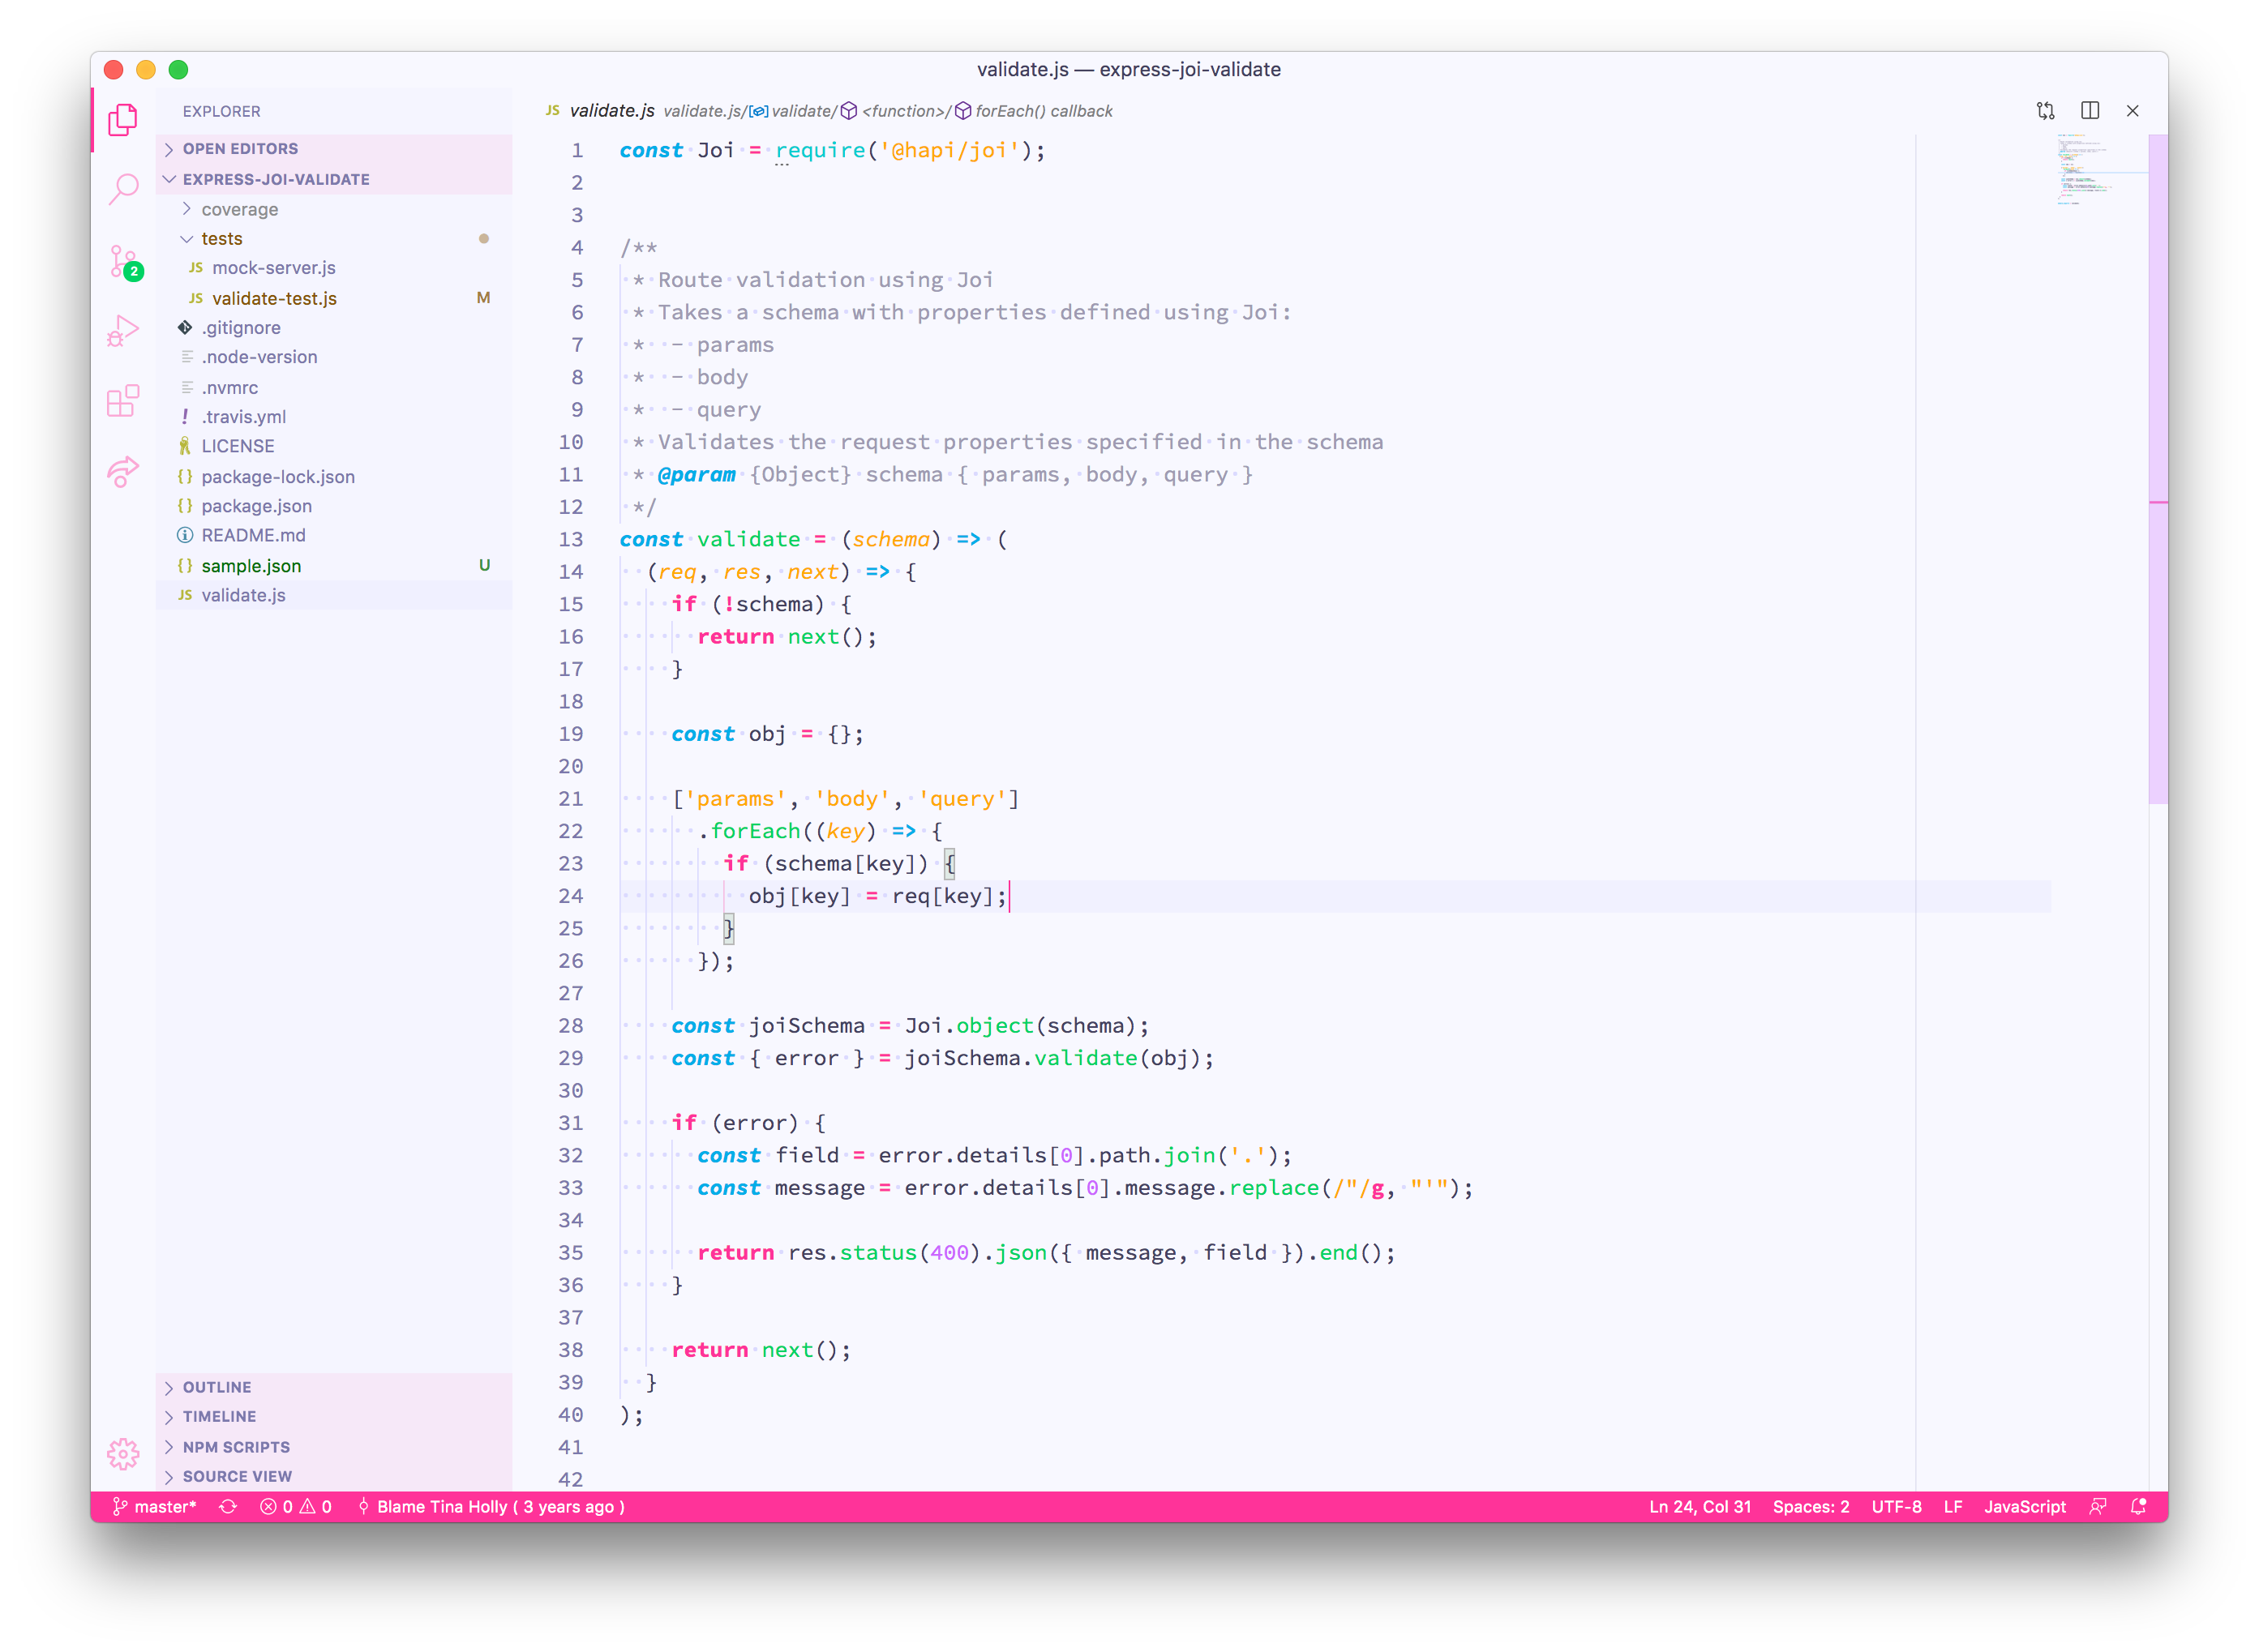 validate.js — express-joi-validate
EXPLORER
OPEN EDITORS
EXPRESS-JOI-VALIDATE
coverage
tests
JS mock-server.js
JS validate-test.js M
.gitignore
.node-version
.nvmrc
! .travis.yml
LICENSE
{} package-lock.json
{} package.json
README.md
{} sample.json U
JS validate.js
OUTLINE
TIMELINE
NPM SCRIPTS
SOURCE VIEW
2
JS validate.js validate.js/validate/<function>/forEach() callback
1 const Joi = require('@hapi/joi');
2
3
4 /**
5  * Route validation using Joi
6  * Takes a schema with properties defined using Joi:
7  *  - params
8  *  - body
9  *  - query
10  * Validates the request properties specified in the schema
11  * @param {Object} schema { params, body, query }
12  */
13 const validate = (schema) => (
14   (req, res, next) => {
15     if (!schema) {
16       return next();
17     }
18
19     const obj = {};
20
21     ['params', 'body', 'query']
22       .forEach((key) => {
23         if (schema[key]) {
24           obj[key] = req[key];
25         }
26       });
27
28     const joiSchema = Joi.object(schema);
29     const { error } = joiSchema.validate(obj);
30
31     if (error) {
32       const field = error.details[0].path.join('.');
33       const message = error.details[0].message.replace(/"/g, "'");
34
35       return res.status(400).json({ message, field }).end();
36     }
37
38     return next();
39   }
40 );
41
42
master* 0 0 Blame Tina Holly ( 3 years ago ) Ln 24, Col 31 Spaces: 2 UTF-8 LF JavaScript